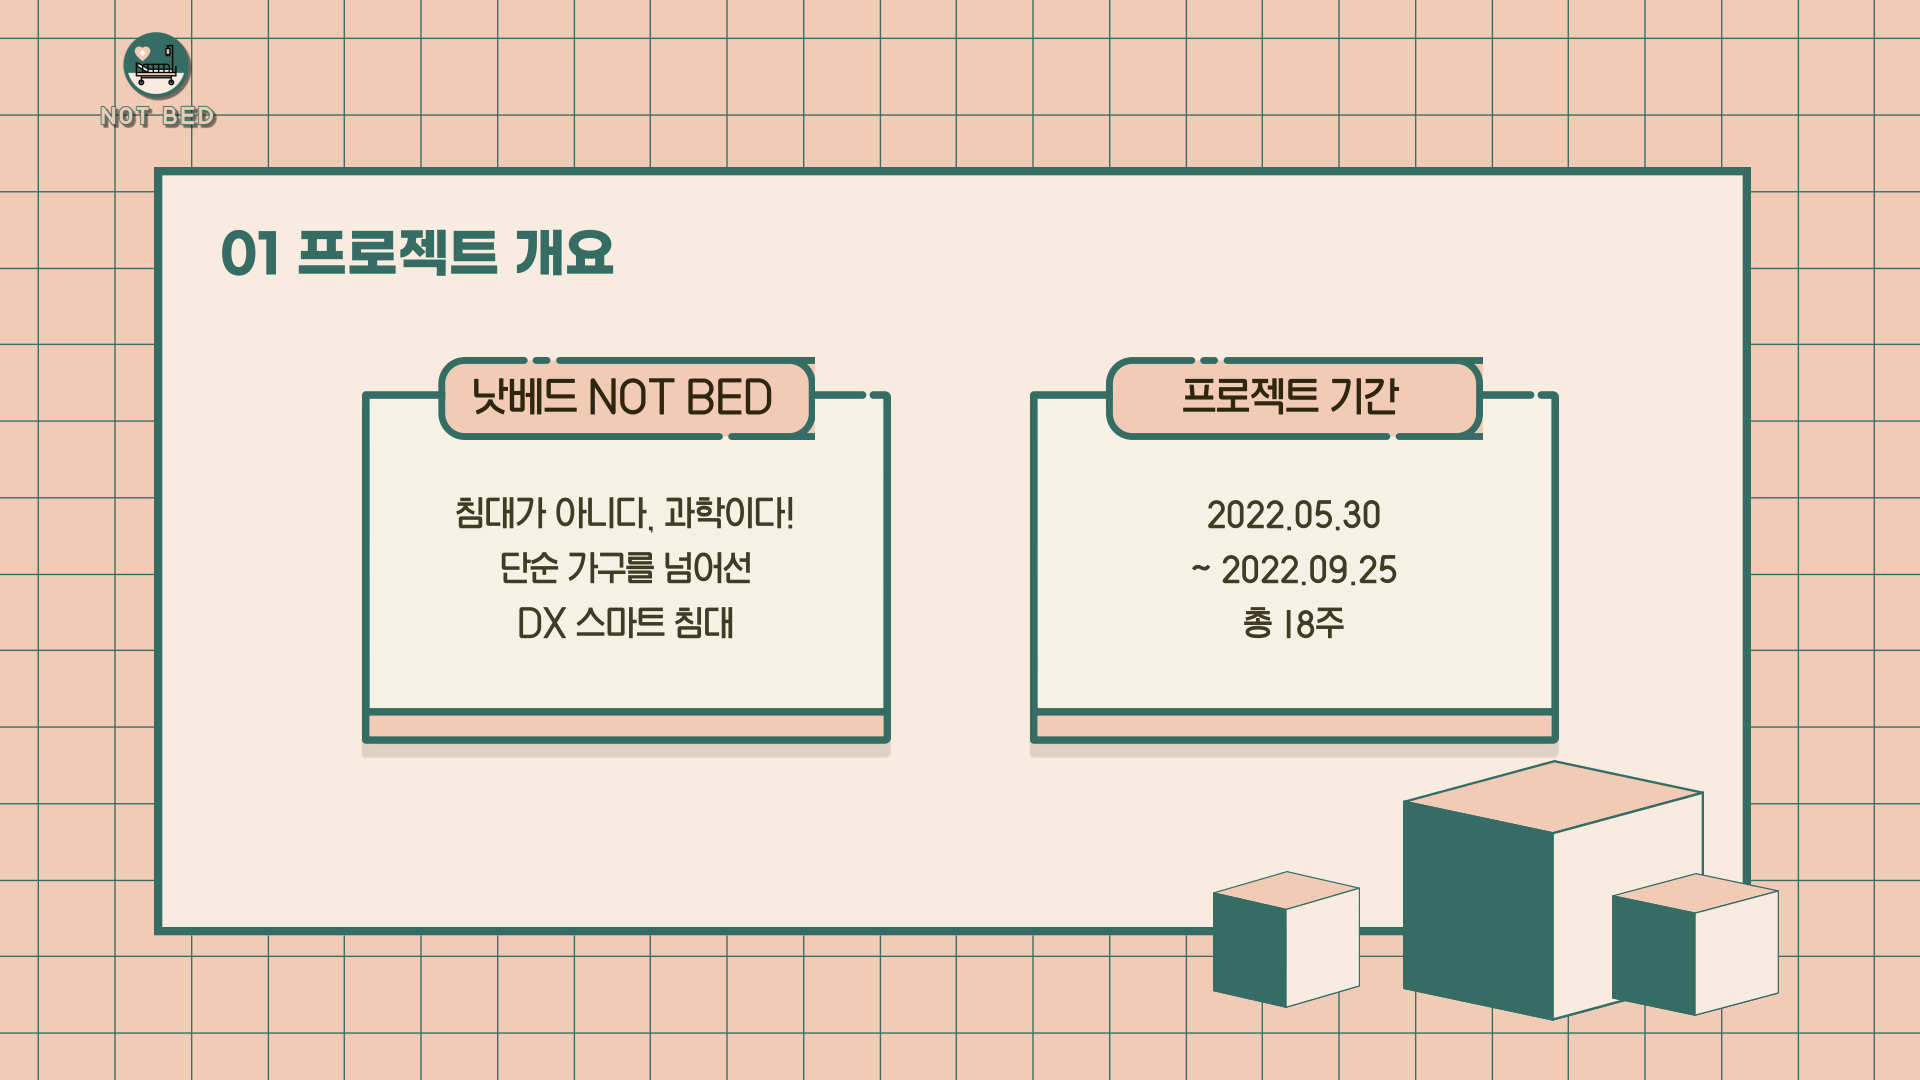 NOT BED
01 프로젝트 개요
낫베드 NOT BED
침대가 아니다, 과학이다!
단순 가구를 넘어선
DX 스마트 침대
프로젝트 기간
2022.05.30
~ 2022.09.25
총 18주